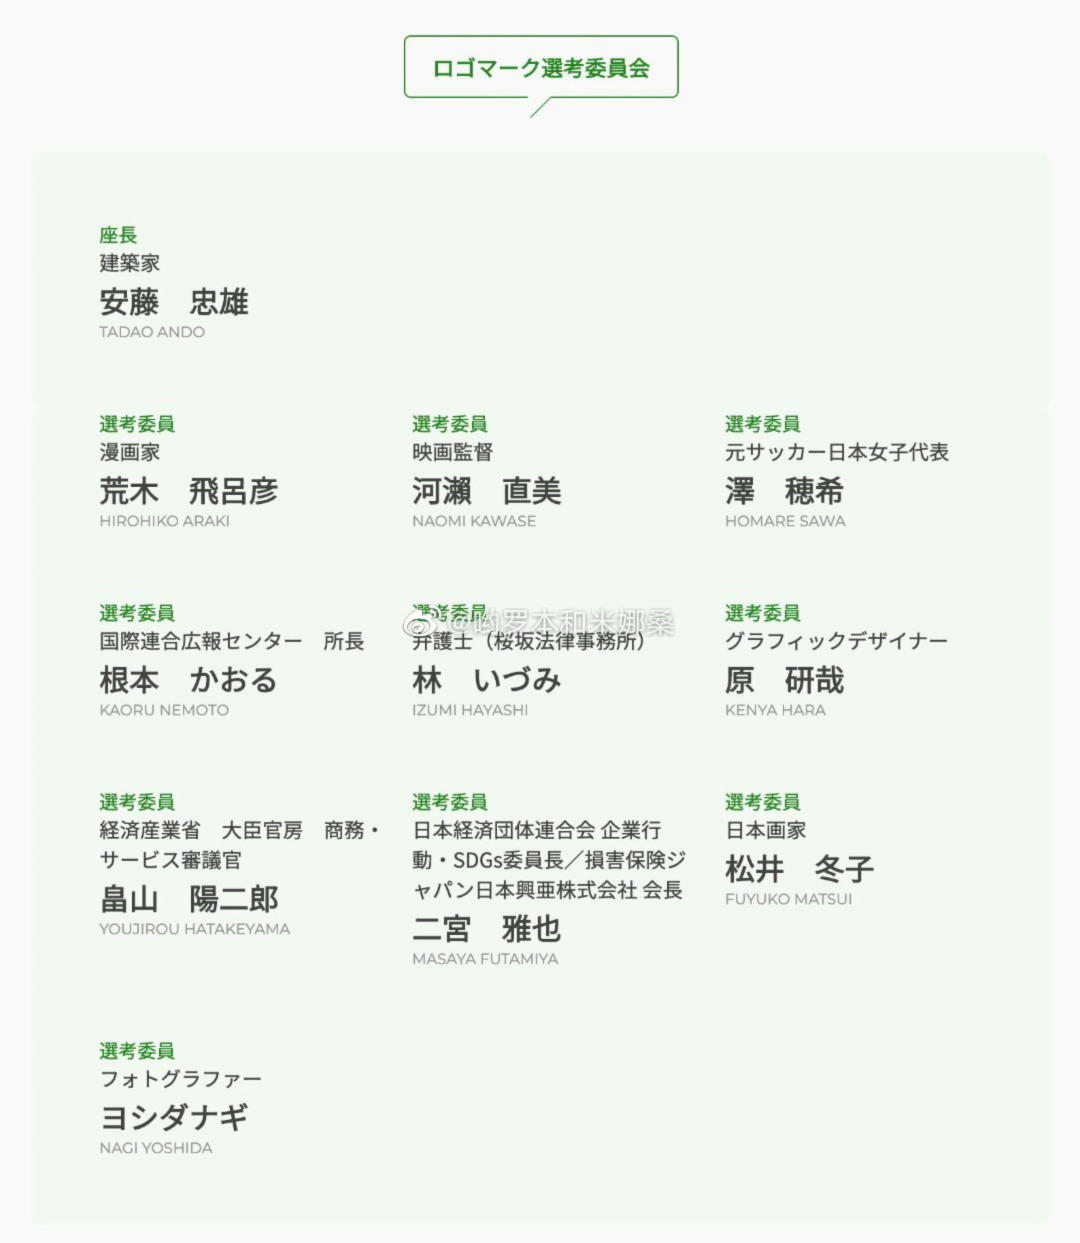 ロゴマーク選考委員会
座長
建築家
安藤　忠雄
TADAO ANDO
選考委員
漫画家
荒木　飛呂彦
HIROHIKO ARAKI
選考委員
映画監督
河瀨　直美
NAOMI KAWASE
選考委員
元サッカー日本女子代表
澤　穂希
HOMARE SAWA
選考委員
国際連合広報センター　所長
根本　かおる
KAORU NEMOTO
選考委員
@哟罗本和米娜桑
弁護士（桜坂法律事務所）
林　いづみ
IZUMI HAYASHI
選考委員
グラフィックデザイナー
原　研哉
KENYA HARA
選考委員
経済産業省　大臣官房　商務・
サービス審議官
畠山　陽二郎
YOUJIROU HATAKEYAMA
選考委員
日本経済団体連合会 企業行
動・SDGs委員長／損害保険ジ
ャパン日本興亜株式会社 会長
二宮　雅也
MASAYA FUTAMIYA
選考委員
日本画家
松井　冬子
FUYUKO MATSUI
選考委員
フォトグラファー
ヨシダナギ
NAGI YOSHIDA